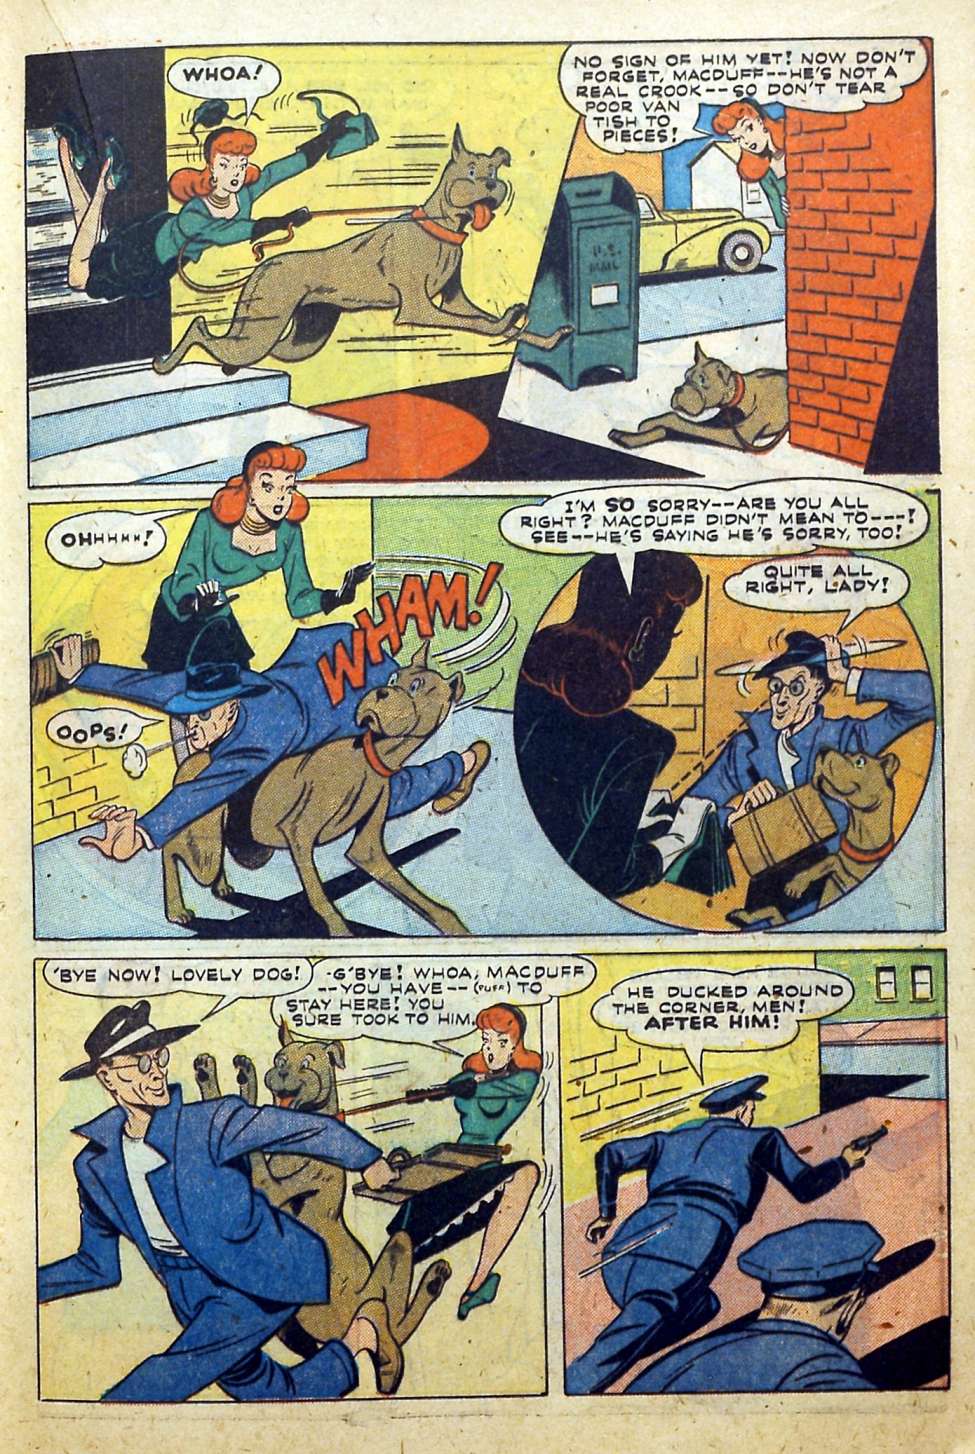 WHOA!
NO SIGN OF HIM YET! NOW DON'T
FORGET, MACDUFF--HE'S NOT A
REAL CROOK--SO DON'T TEAR
POOR VAN
TISH TO
PIECES!
U.S.
MAIL
OHHHHH!
WHAM!
OOPS!
I'M SO SORRY--ARE YOU ALL
RIGHT? MACDUFF DIDN'T MEAN TO---!
SEE--HE'S SAYING HE'S SORRY, TOO!
QUITE ALL
RIGHT, LADY!
'BYE NOW! LOVELY DOG!
-G'BYE! WHOA, MACDUFF
--YOU HAVE--(PUFF) TO
STAY HERE! YOU
SURE TOOK TO HIM.
HE DUCKED AROUND
THE CORNER, MEN!
AFTER HIM!